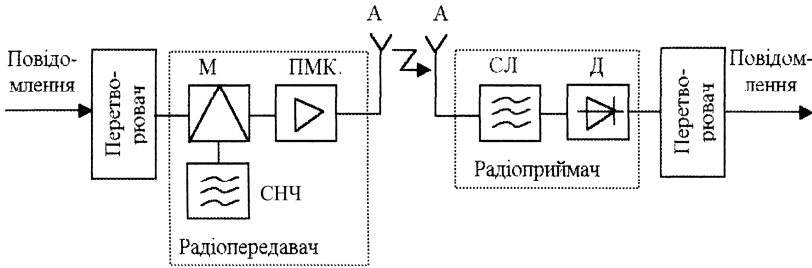 А
А
Повідо-
млення
Перетво-
рювач
М
ПМК.
СНЧ
Радіопередавач
СЛ
Д
Радіоприймач
Перетво-
рювач
Повідом-
лення